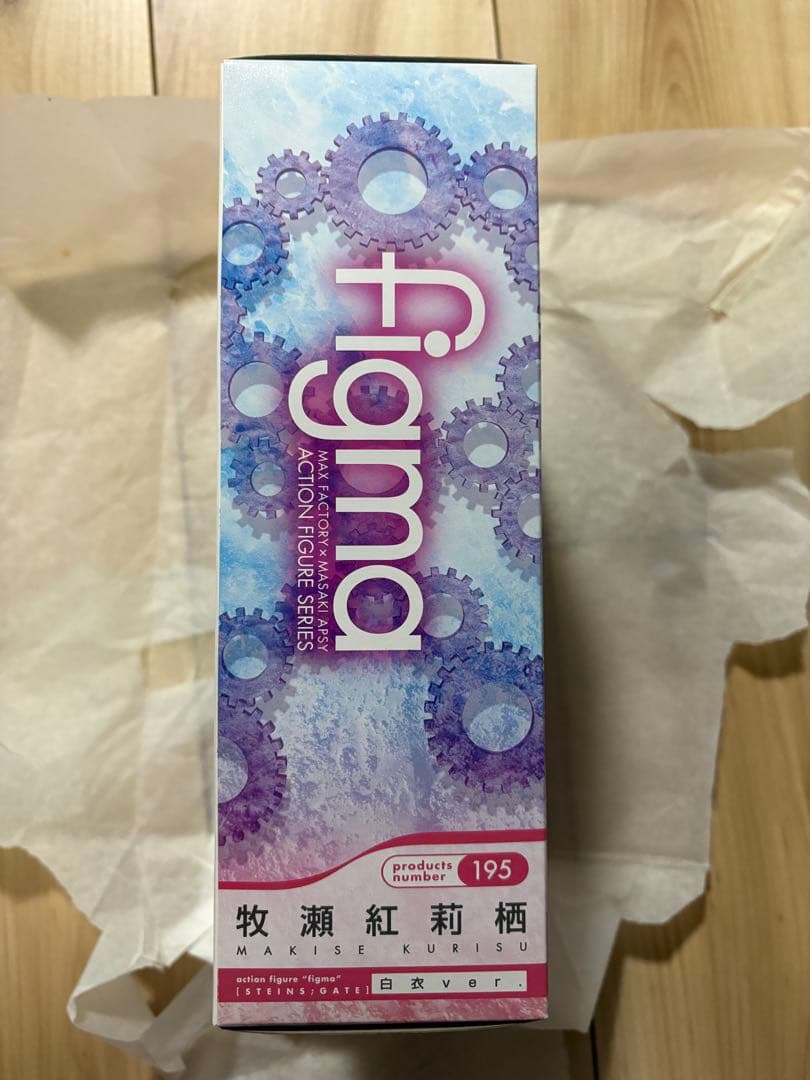 figma
MAX FACTORY × MASAKI APSY
ACTION FIGURE SERIES
products
number
195
牧瀬紅莉栖
MAKISE KURISU
action figure "figma"
[STEINS;GATE]
白衣ver.